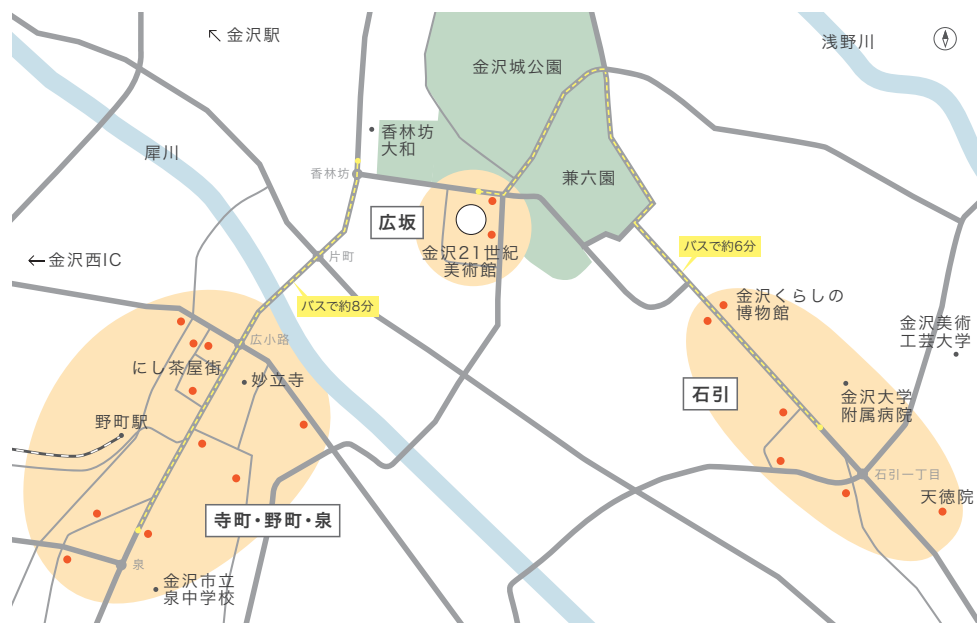 金沢駅
金沢城公園
浅野川
香林坊
大和
犀川
香林坊
兼六園
広坂
金沢21世紀
美術館
バスで約6分
片町
金沢西IC
バスで約8分
金沢くらしの
博物館
金沢美術
工芸大学
広小路
にし茶屋街
妙立寺
石引
金沢大学
附属病院
野町駅
石引一丁目
天徳院
寺町・野町・泉
泉
金沢市立
泉中学校